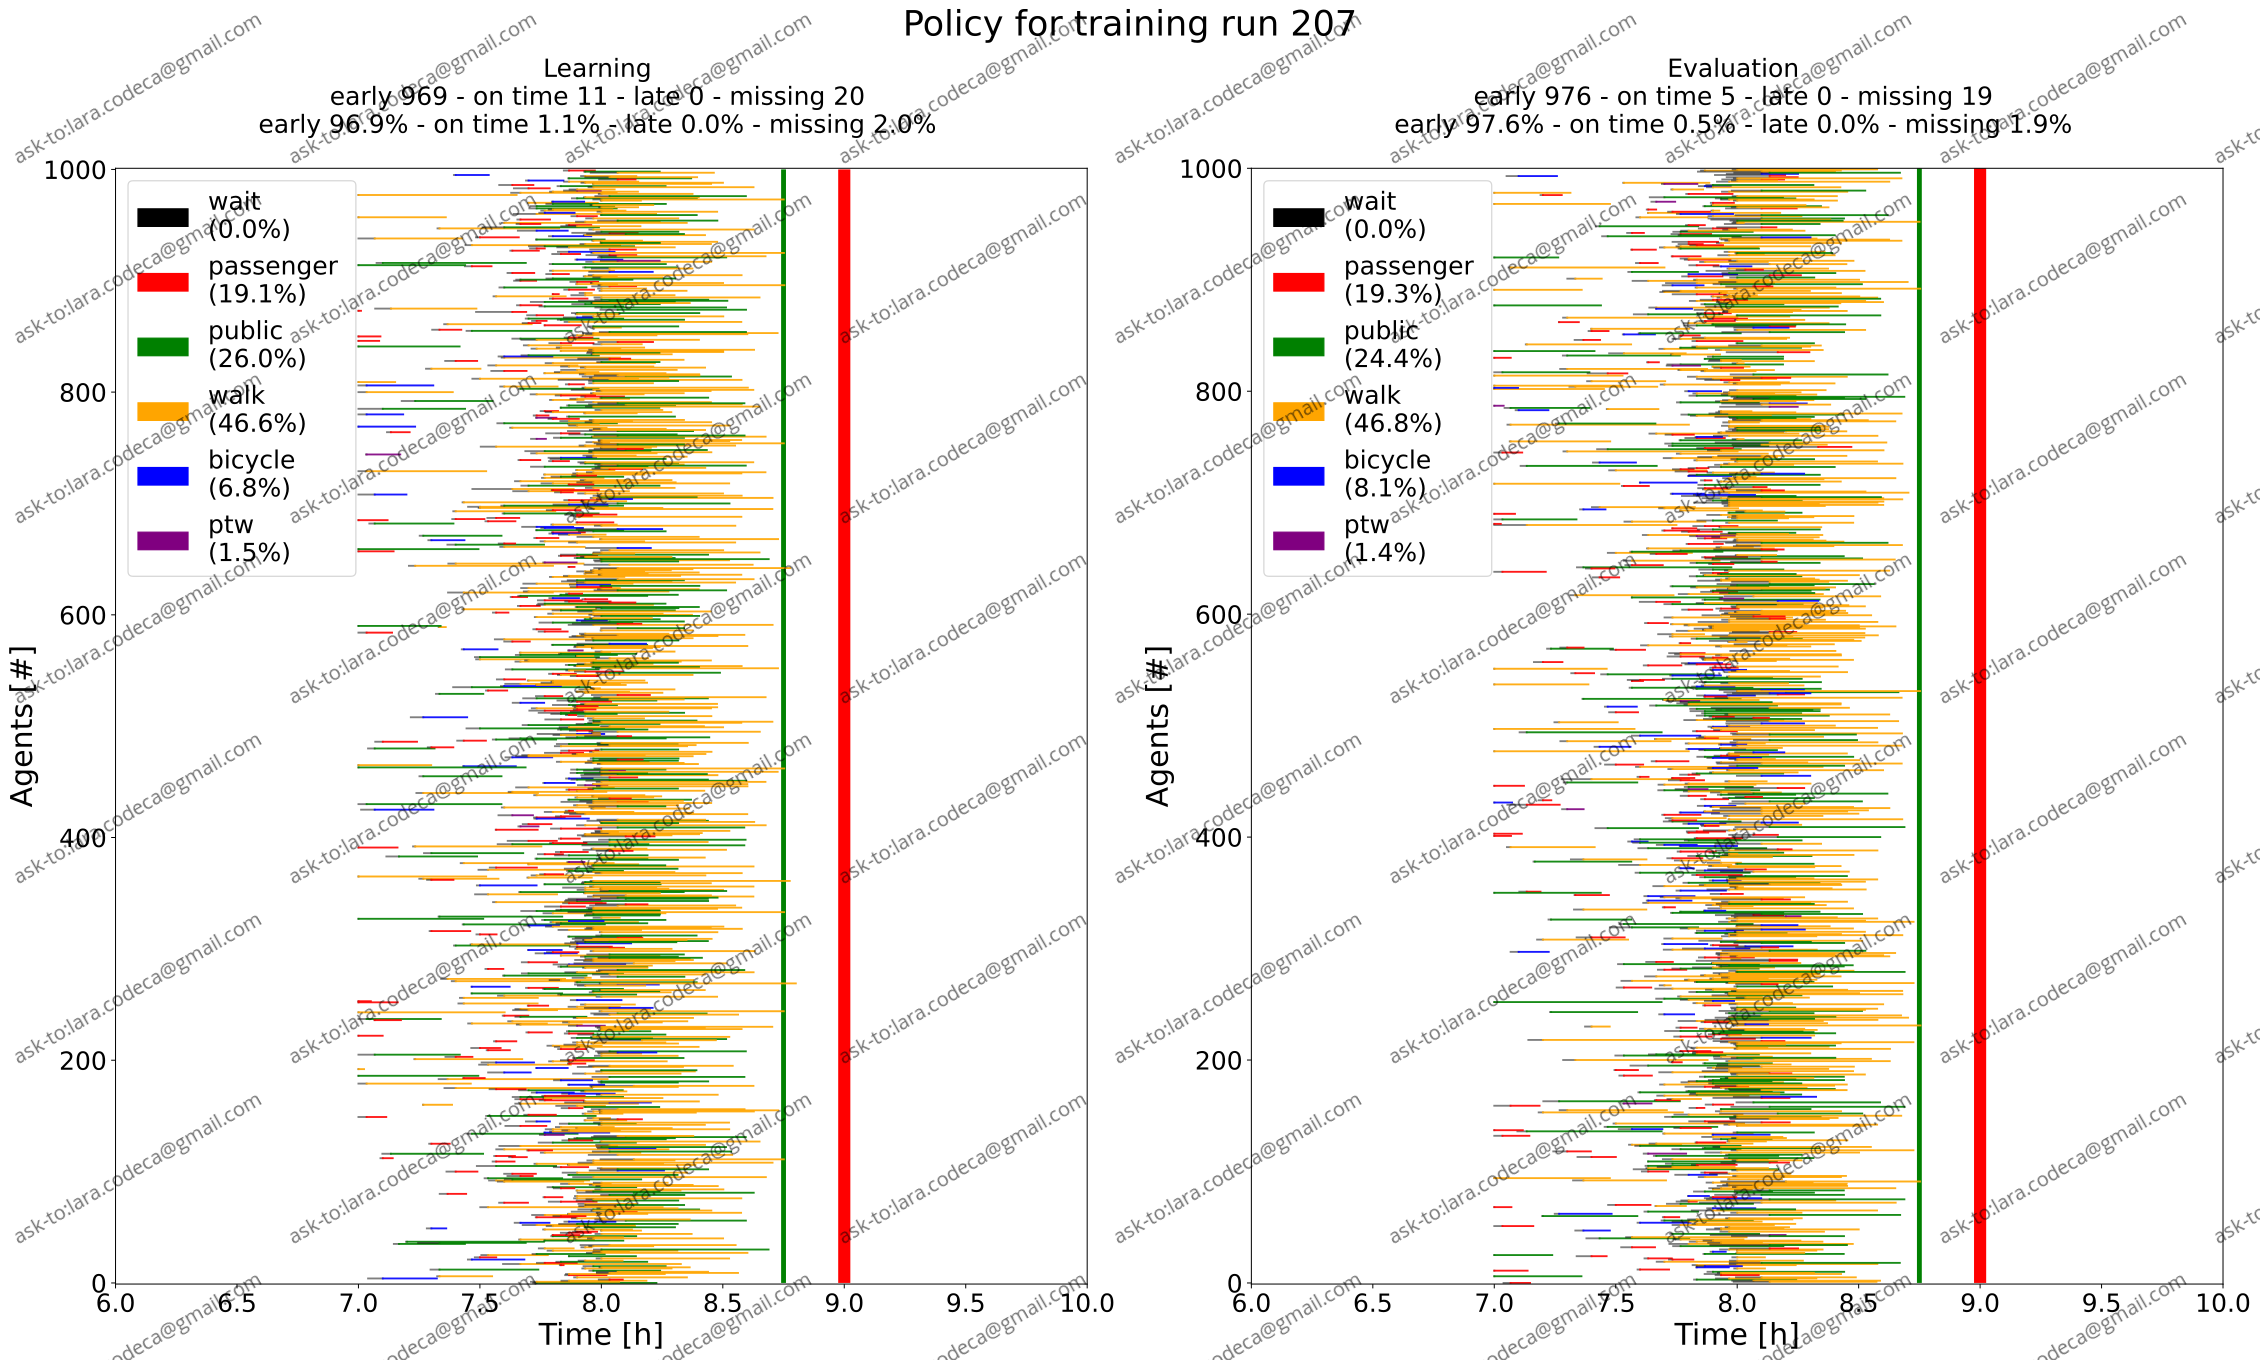 Policy for training run 207
Learning
early 969 - on time 11 - late 0 - missing 20
early 96.9% - on time 1.1% - late 0.0% - missing 2.0%
Agents [#]
1000
800
600
400
200
0
wait
(0.0%)
passenger
(19.1%)
public
(26.0%)
walk
(46.6%)
bicycle
(6.8%)
ptw
(1.5%)
6.0 6.5 7.0 7.5 8.0 8.5 9.0 9.5 10.0
Time [h]
Evaluation
early 976 - on time 5 - late 0 - missing 19
early 97.6% - on time 0.5% - late 0.0% - missing 1.9%
Agents [#]
1000
800
600
400
200
0
wait
(0.0%)
passenger
(19.3%)
public
(24.4%)
walk
(46.8%)
bicycle
(8.1%)
ptw
(1.4%)
6.0 6.5 7.0 7.5 8.0 8.5 9.0 9.5 10.0
Time [h]
ask-to:lara.codeca@gmail.com